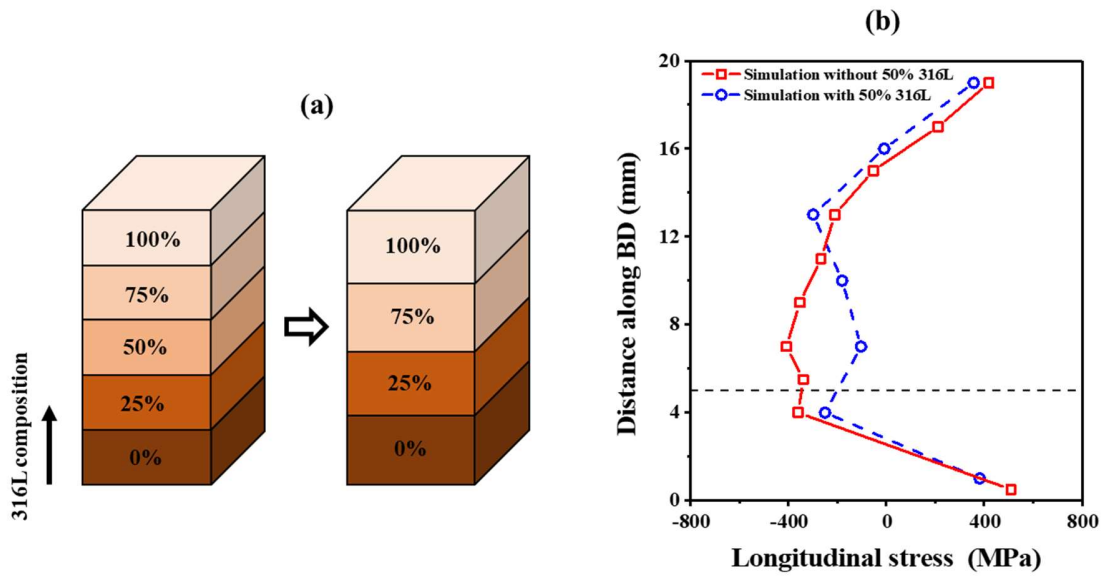 (a)
100%
75%
50%
25%
0%
316L composition
100%
75%
25%
0%
(b)
Simulation without 50% 316L
Simulation with 50% 316L
20
16
12
8
4
0
-800
-400
0
400
800
Distance along BD (mm)
Longitudinal stress (MPa)